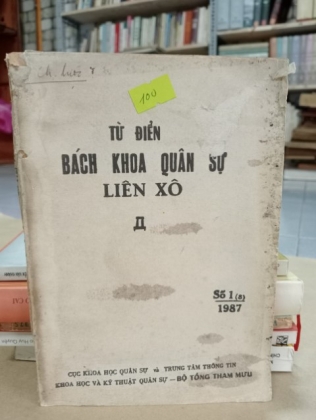 100
TỪ ĐIỂN
BÁCH KHOA QUÂN SỰ
LIÊN XÔ
Д
Số 1(8)
1987
CỤC KHOA HỌC QUÂN SỰ và TRUNG TÂM THÔNG TIN
KHOA HỌC VÀ KỸ THUẬT QUÂN SỰ — BỘ TỔNG THAM MƯU